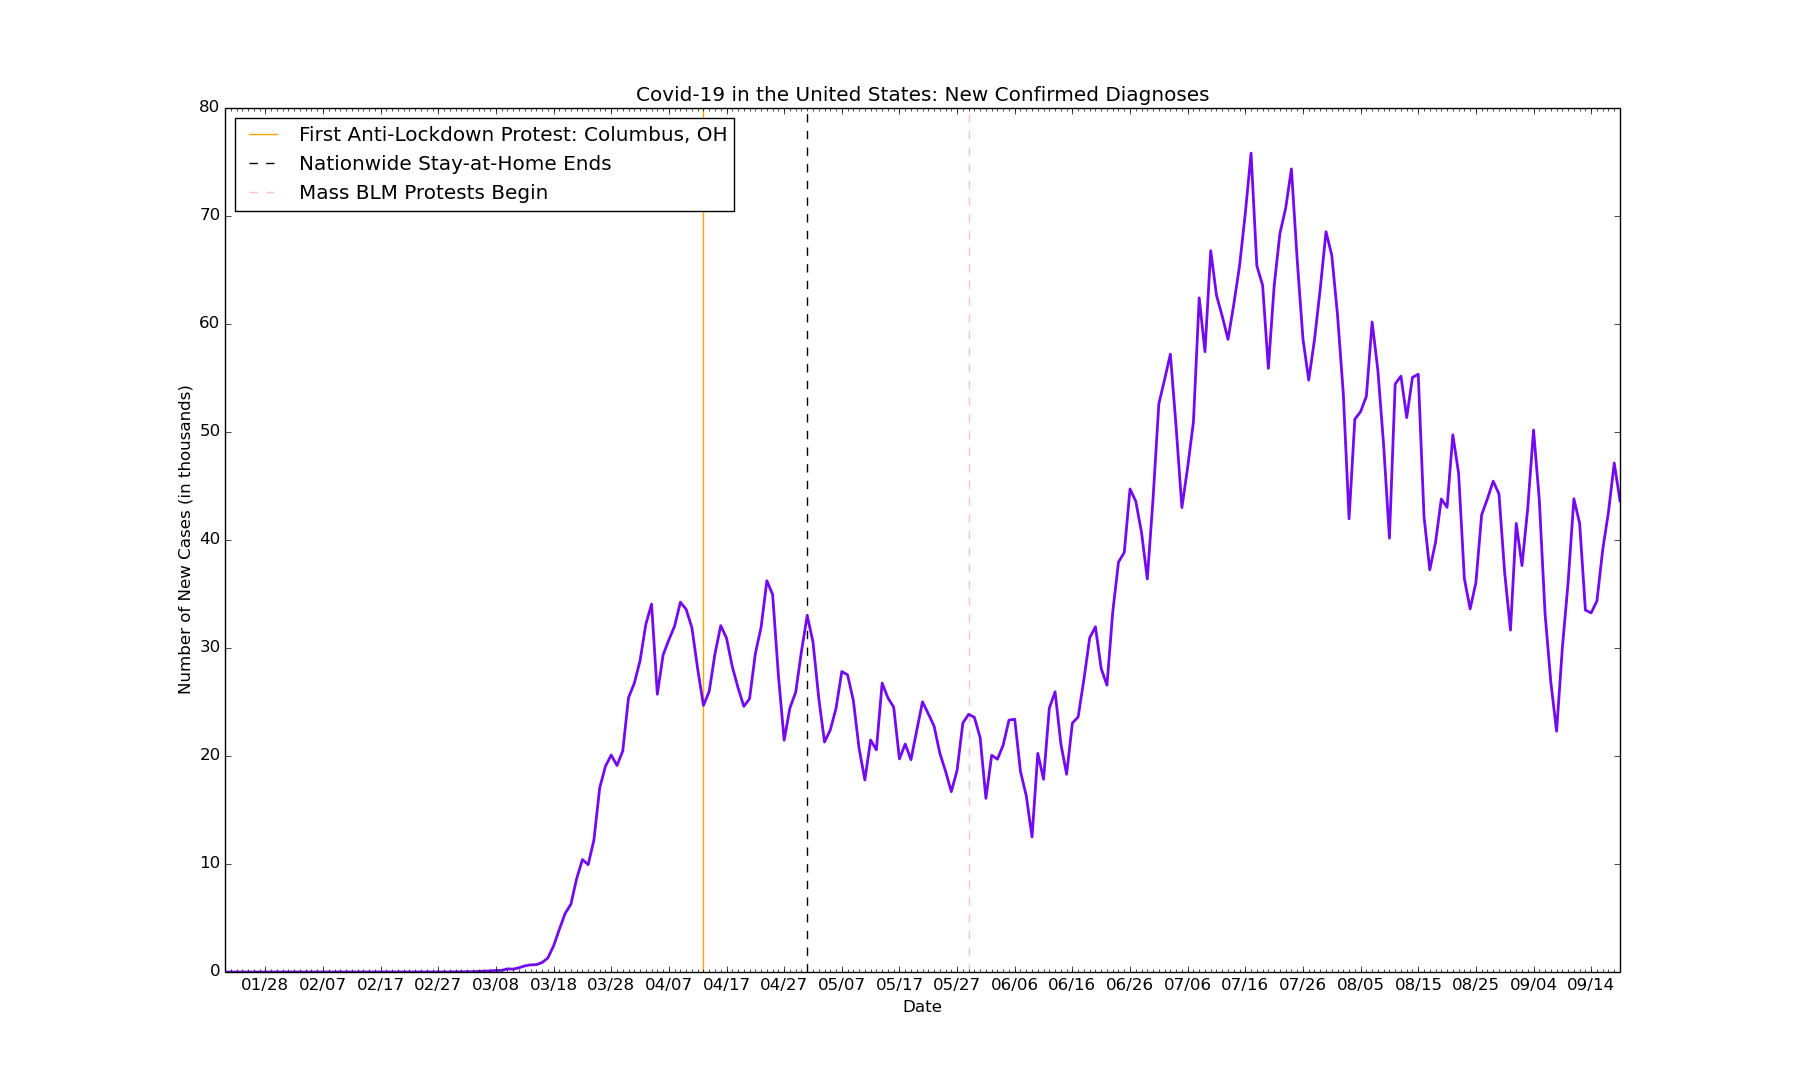 Covid-19 in the United States: New Confirmed Diagnoses
80
70
60
50
40
30
20
10
0
Number of New Cases (in thousands)
First Anti-Lockdown Protest: Columbus, OH
Nationwide Stay-at-Home Ends
Mass BLM Protests Begin
01/28 02/07 02/17 02/27 03/08 03/18 03/28 04/07 04/17 04/27 05/07 05/17 05/27 06/06 06/16 06/26 07/06 07/16 07/26 08/05 08/15 08/25 09/04 09/14
Date